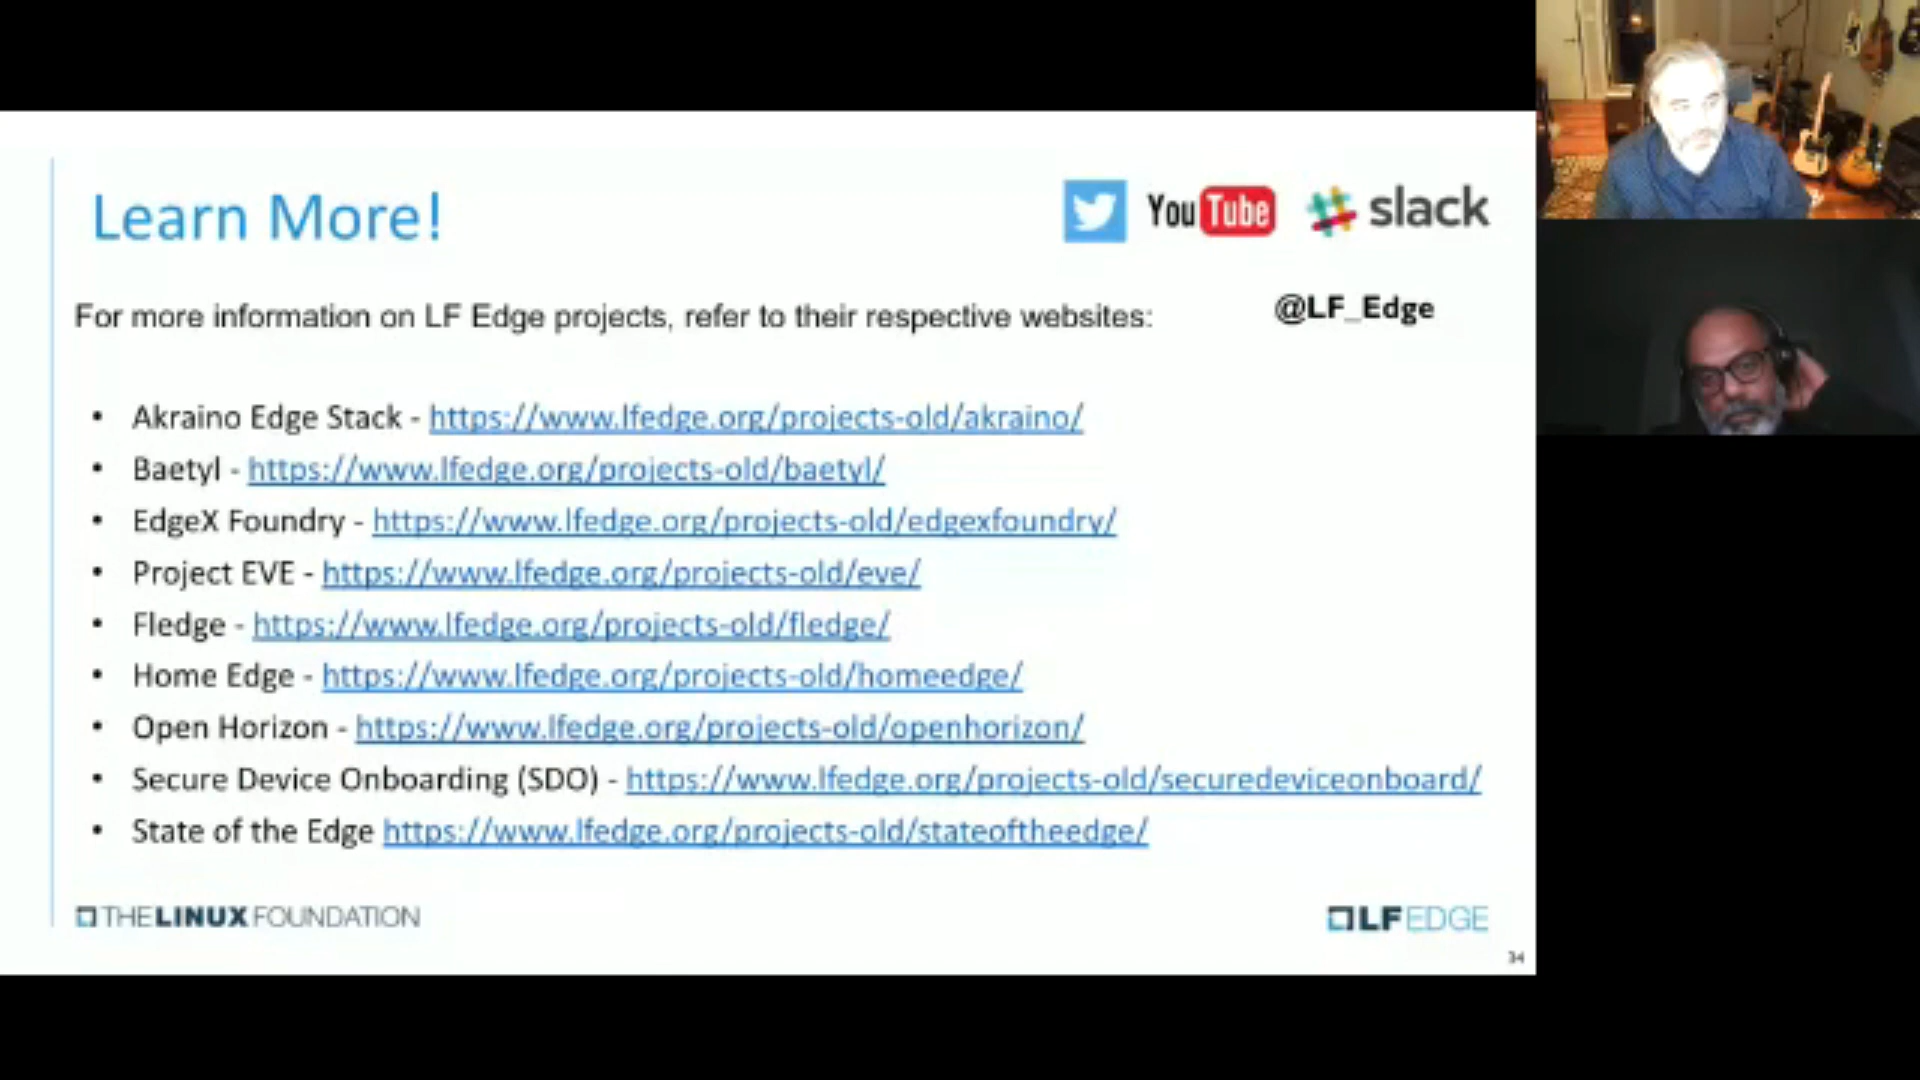 Learn More!
You Tube
slack
For more information on LF Edge projects, refer to their respective websites:
@LF_Edge
• Akraino Edge Stack - https://www.lfedge.org/projects-old/akraino/
• Baetyl - https://www.lfedge.org/projects-old/baetyl/
• EdgeX Foundry - https://www.lfedge.org/projects-old/edgexfoundry/
• Project EVE - https://www.lfedge.org/projects-old/eve/
• Fledge - https://www.lfedge.org/projects-old/fledge/
• Home Edge - https://www.lfedge.org/projects-old/homeedge/
• Open Horizon - https://www.lfedge.org/projects-old/openhorizon/
• Secure Device Onboarding (SDO) - https://www.lfedge.org/projects-old/securedeviceonboard/
• State of the Edge https://www.lfedge.org/projects-old/stateoftheedge/
THE LINUX FOUNDATION
LF EDGE
34